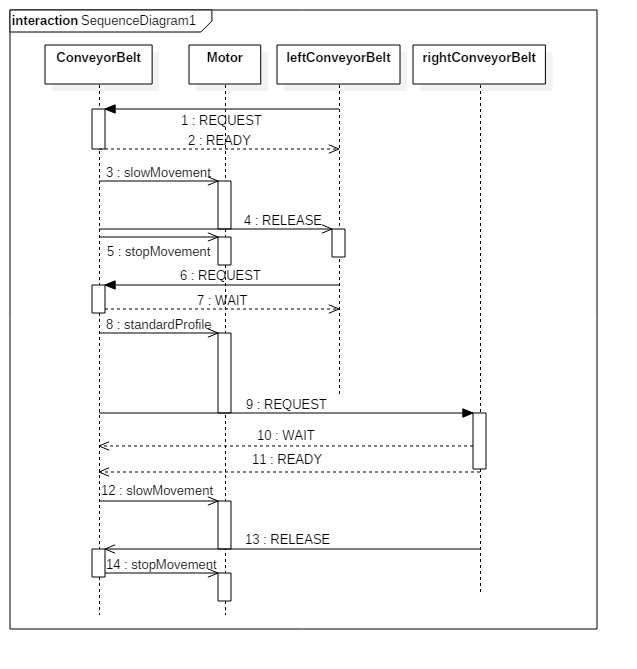 interaction SequenceDiagram1
ConveyorBelt
Motor
leftConveyorBelt
rightConveyorBelt
1 : REQUEST
2 : READY
3 : slowMovement
4 : RELEASE
5 : stopMovement
6 : REQUEST
7 : WAIT
8 : standardProfile
9 : REQUEST
10 : WAIT
11 : READY
12 : slowMovement
13 : RELEASE
14 : stopMovement